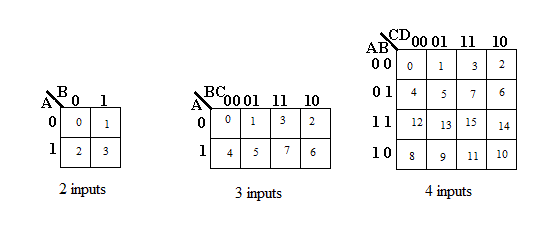 B
A 0 1
0 0 1
1 2 3
2 inputs
BC
A 00 01 11 10
0 0 1 3 2
1 4 5 7 6
3 inputs
CD
AB 00 01 11 10
0 0 0 1 3 2
0 1 4 5 7 6
1 1 12 13 15 14
1 0 8 9 11 10
4 inputs